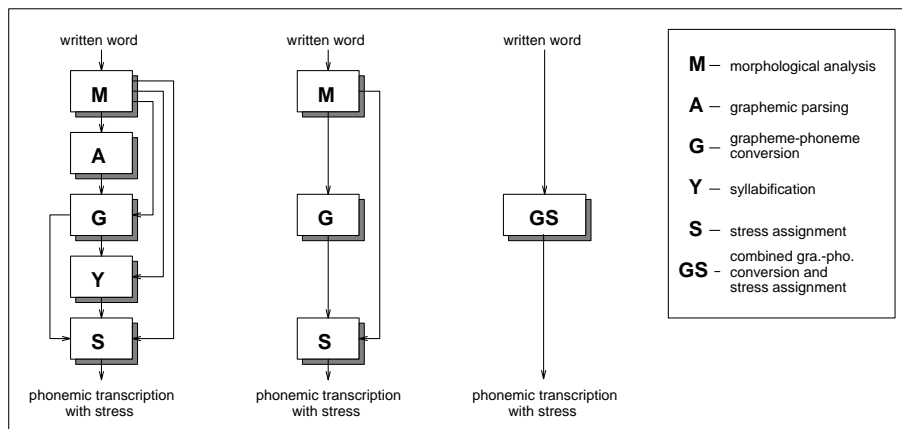 written word
M
A
G
Y
S
phonemic transcription
with stress
written word
M
G
S
phonemic transcription
with stress
written word
GS
phonemic transcription
with stress
M – morphological analysis
A – graphemic parsing
G – grapheme-phoneme
conversion
Y – syllabification
S – stress assignment
GS - combined gra.-pho.
conversion and
stress assignment